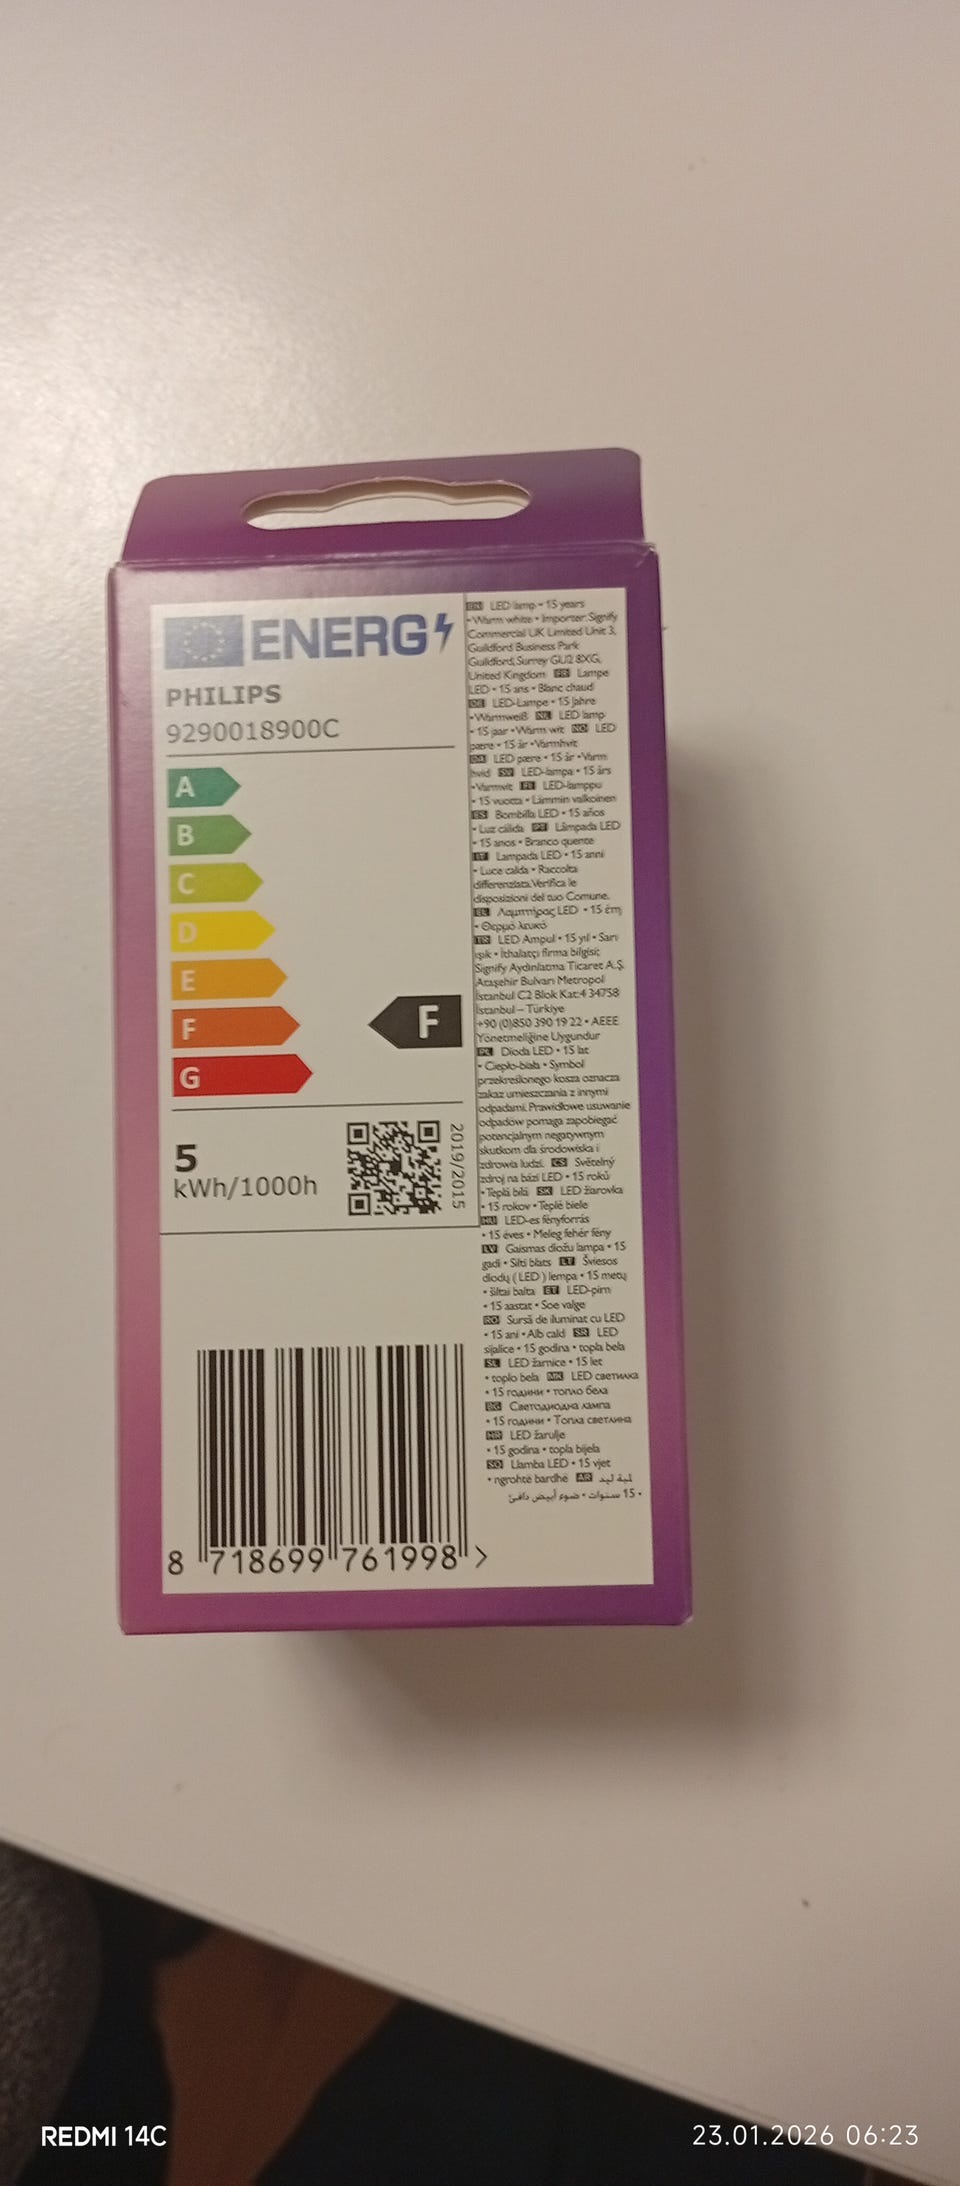 ENERG
PHILIPS
9290018900C
A
B
C
D
E
F
G
F
5
kWh/1000h
2019/2015
8 718699 761998 >
EN LED lamp • 15 years
• Warm white • Importer: Signify
Commercial UK Limited Unit 3,
Guildford Business Park
Guildford, Surrey GU2 8XG,
United Kingdom FR Lampe
LED • 15 ans • Blanc chaud
DE LED-Lampe • 15 Jahre
• Warmweiß NL LED lamp
• 15 jaar • Warm wit NO LED
pære • 15 år • Varmhvit
DA LED pære • 15 år • Varm
hvid SV LED-lampa • 15 års
• Varmvit FI LED-lamppu
• 15 vuotta • Lämmin valkoinen
ES Bombilla LED • 15 años
• Luz cálida PT Lâmpada LED
• 15 anos • Branco quente
IT Lampada LED • 15 anni
• Luce calda • Raccolta
differenziata. Verifica le
disposizioni del tuo Comune.
EL Λαμπτήρας LED • 15 έτη
• Θερμό λευκό
TR LED Ampul • 15 yıl • Sarı
ışık • İthalatçı firma bilgisi:
Signify Aydınlatma Ticaret A.Ş.
Ataşehir Bulvarı Metropol
İstanbul C2 Blok Kat:4 34758
İstanbul – Türkiye
+90 (0)850 390 19 22 • AEEE
Yönetmeliğine Uygundur
PL Dioda LED • 15 lat
• Ciepło-biała • Symbol
przekreślonego kosza oznacza
zakaz umieszczania z innymi
odpadami. Prawidłowe usuwanie
odpadów pomaga zapobiegać
potencjalnym negatywnym
skutkom dla środowiska i
zdrowia ludzi. CS Světelný
zdroj na bázi LED • 15 roků
• Teplá bílá SK LED žiarovka
• 15 rokov • Teplé biele
HU LED-es fényforrás
• 15 éves • Meleg fehér fény
LV Gaismas diožu lampa • 15
gadi • Silti balts LT Šviesos
diodų ( LED ) lempa • 15 metų
• šiltai balta ET LED-pirn
• 15 aastat • Soe valge
RO Sursă de iluminat cu LED
• 15 ani • Alb cald SR LED
sijalice • 15 godina • topla bela
SL LED žarnice • 15 let
• toplo bela MK LED светилка
• 15 години • топло бела
BG Светодиодна лампа
• 15 години • Топла светлина
HR LED žarulje
• 15 godina • topla bijela
SQ Llamba LED • 15 vjet
• ngrohtë bardhë AR لمبة ليد
• 15 سنوات • ضوء أبيض دافئ
REDMI 14C
23.01.2026 06:23